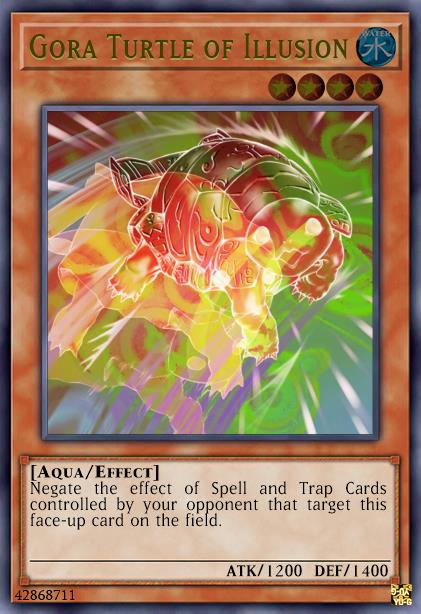 GORA TURTLE OF ILLUSION
WATER
水
[AQUA/EFFECT]
Negate the effect of Spell and Trap Cards
controlled by your opponent that target this
face-up card on the field.
ATK/1200 DEF/1400
42868711